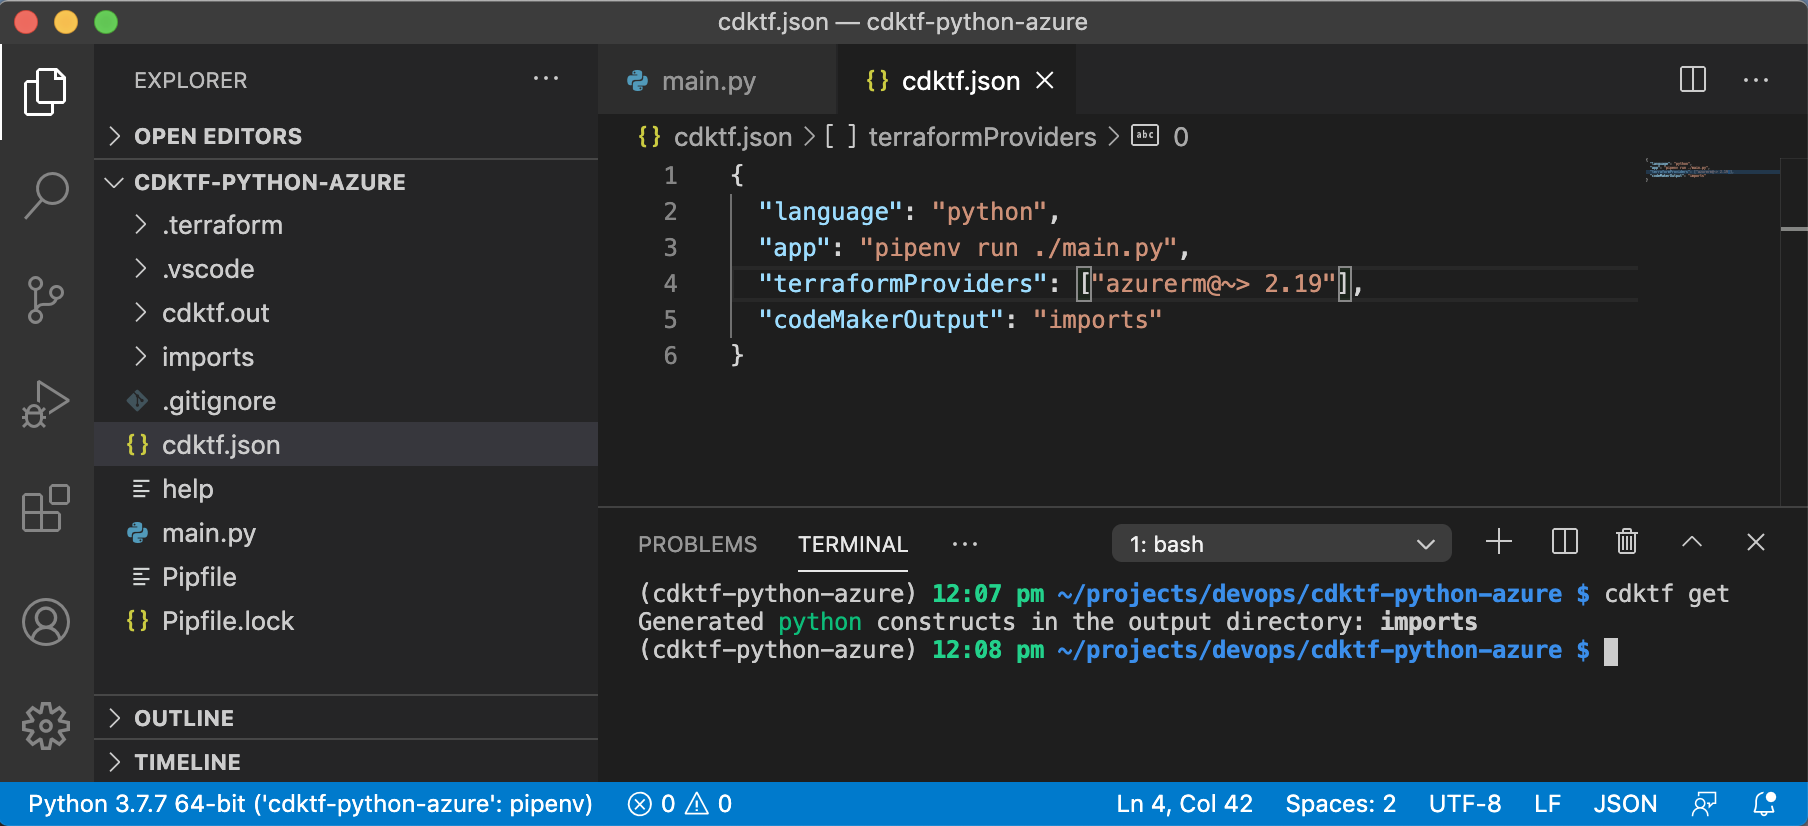 cdktf.json — cdktf-python-azure
EXPLORER
OPEN EDITORS
CDKTF-PYTHON-AZURE
.terraform
.vscode
cdktf.out
imports
.gitignore
cdktf.json
help
main.py
Pipfile
Pipfile.lock
OUTLINE
TIMELINE
main.py
cdktf.json
cdktf.json > [ ] terraformProviders > abc 0
1 {
2 "language": "python",
3 "app": "pipenv run ./main.py",
4 "terraformProviders": ["azurerm@~> 2.19"],
5 "codeMakerOutput": "imports"
6 }
PROBLEMS TERMINAL ··· 1: bash
(cdktf-python-azure) 12:07 pm ~/projects/devops/cdktf-python-azure $ cdktf get
Generated python constructs in the output directory: imports
(cdktf-python-azure) 12:08 pm ~/projects/devops/cdktf-python-azure $
Python 3.7.7 64-bit ('cdktf-python-azure': pipenv) 0 0 Ln 4, Col 42 Spaces: 2 UTF-8 LF JSON